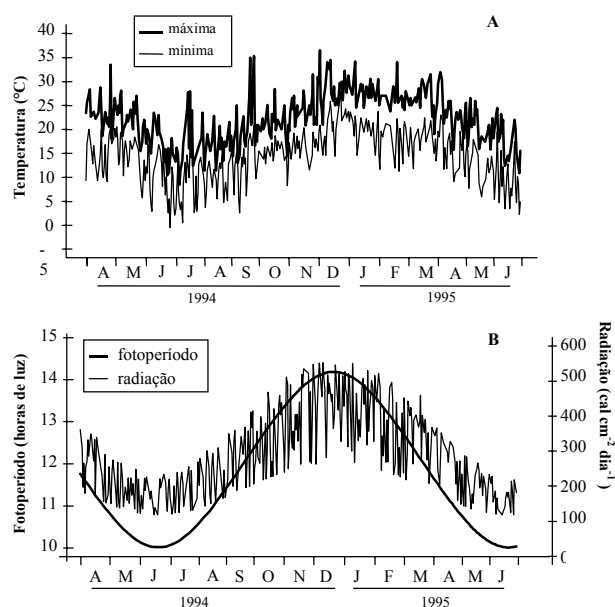 A
máxima
mínima
Temperatura (°C)
40
35
30
25
20
15
10
5
0
-
5
A M J J A S O N D J F M A M J
1994 1995
B
fotoperíodo
radiação
Fotoperíodo (horas de luz)
15
14
13
12
11
10
Radiação (cal cm-2 dia-1)
600
500
400
300
200
100
(
A M J J A S O N D J F M A M J
1994 1995